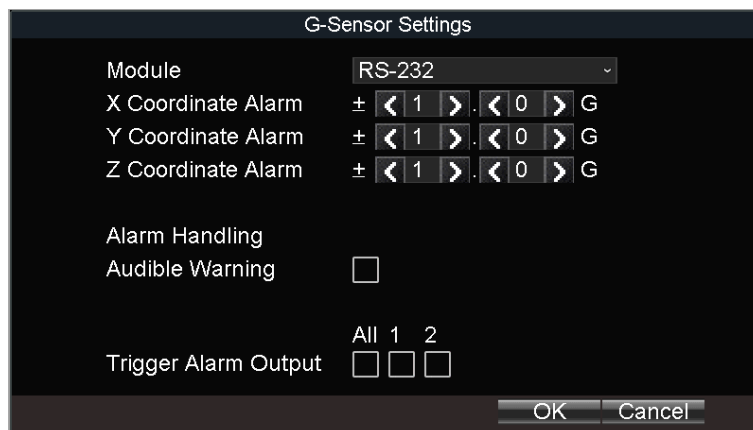 G-Sensor Settings
Module RS-232
X Coordinate Alarm ± 1 . 0 G
Y Coordinate Alarm ± 1 . 0 G
Z Coordinate Alarm ± 1 . 0 G
Alarm Handling
Audible Warning
All 1 2
Trigger Alarm Output
OK Cancel